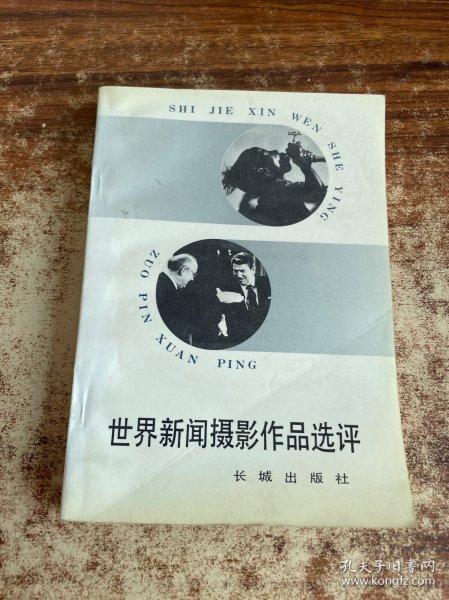 SHI JIE XIN WEN SHE YING
ZUO PIN XUAN PING
世界新闻摄影作品选评
长城出版社
孔夫子旧书网
www.kongfz.com